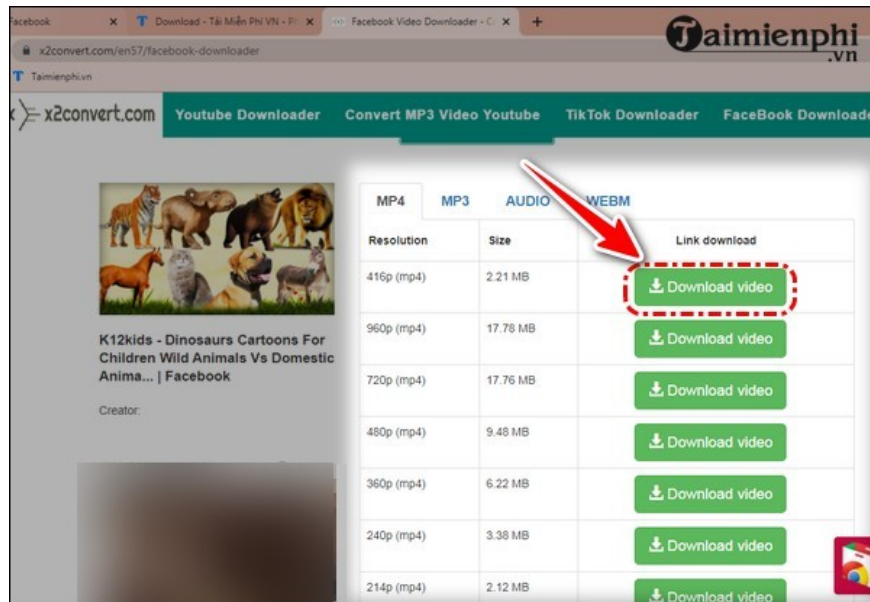 Facebook
Download - Tải Miễn Phí VN - Ph
Facebook Video Downloader - C
Taimienphi
.vn
x2convert.com/en57/facebook-downloader
Taimienphi.vn
x2convert.com
Youtube Downloader
Convert MP3 Video Youtube
TikTok Downloader
FaceBook Downloade
MP4 MP3 AUDIO WEBM
Resolution Size Link download
416p (mp4) 2.21 MB Download video
960p (mp4) 17.78 MB Download video
720p (mp4) 17.76 MB Download video
480p (mp4) 9.48 MB Download video
360p (mp4) 6.22 MB Download video
240p (mp4) 3.38 MB Download video
214p (mp4) 2.12 MB Download video
K12kids - Dinosaurs Cartoons For
Children Wild Animals Vs Domestic
Anima... | Facebook
Creator: